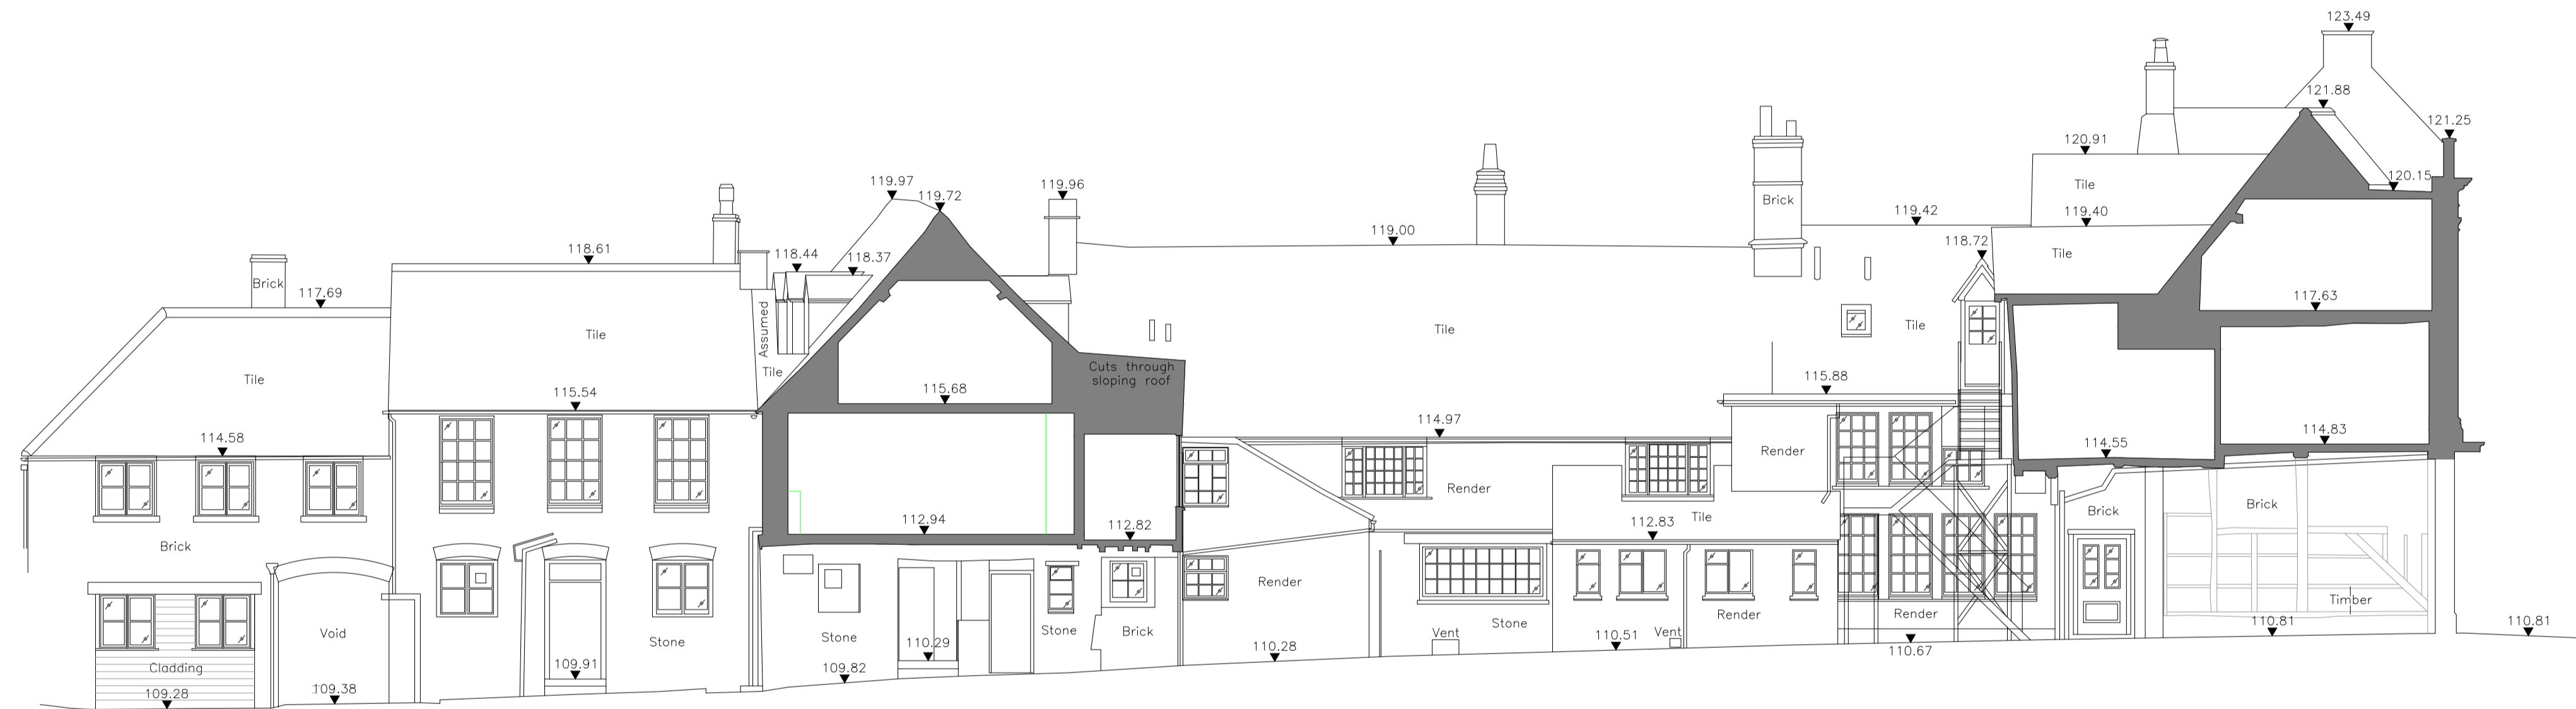 123.49
121.88
121.25
120.91
120.15
119.97
119.72
119.96
Tile
Brick
119.42
119.40
119.00
118.72
118.44
118.37
118.61
Tile
Brick
117.69
117.63
Assumed
Tile
Tile
Tile
Tile
Tile
Cuts through
sloping roof
115.88
115.68
115.54
114.97
114.58
114.55
114.83
Render
Render
Brick
Brick
Tile
112.94
112.82
112.83
Brick
Render
Timber
Render
Render
Stone
Vent
Vent
Void
Stone
Stone
Stone
Brick
110.81
110.81
110.67
110.51
110.29
110.28
Cladding
109.91
109.82
109.28
109.38